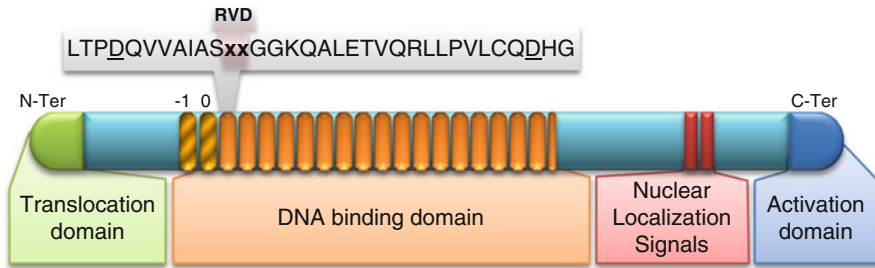 RVD
LTPDQVVAIASxxGGKQALETVQRLLPVLCQDHG
N-Ter
-1 0
C-Ter
Translocation
domain
DNA binding domain
Nuclear
Localization
Signals
Activation
domain